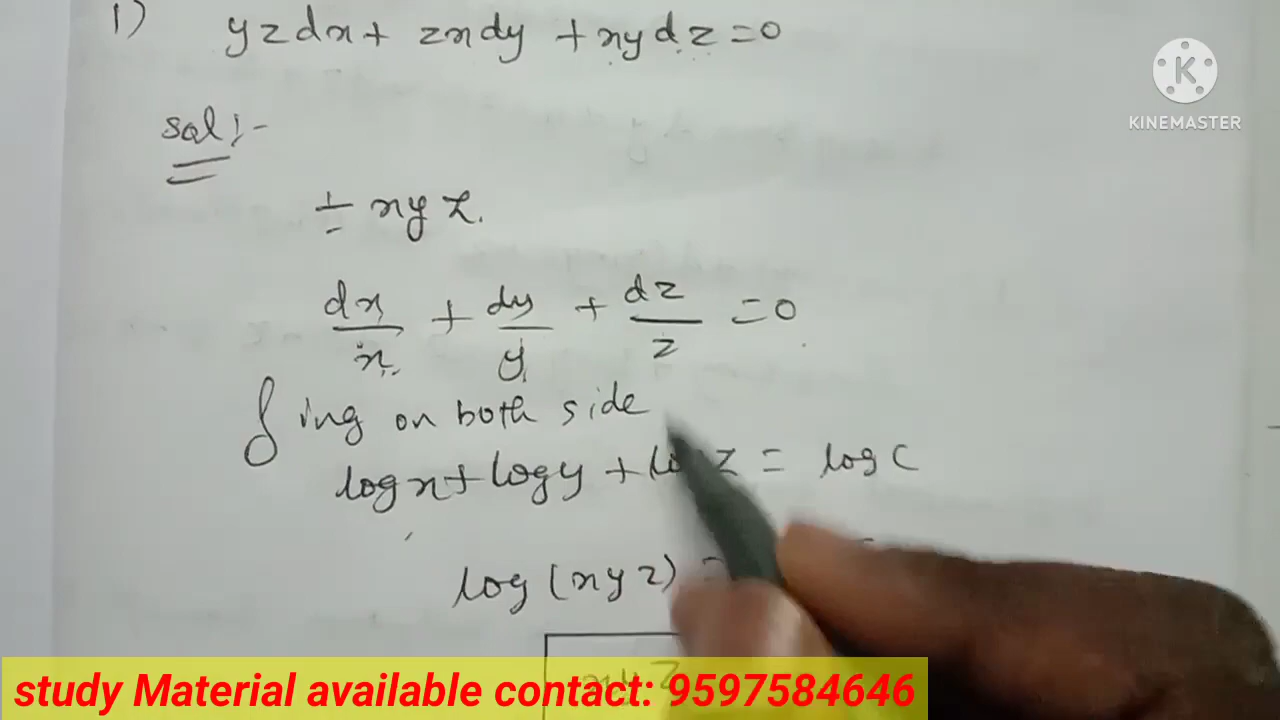 1) yzdx + zxdy + xydz = 0
KINEMASTER
Sol:-
÷ xyz.
dx/x + dy/y + dz/z = 0
∫ing on both side
log x + log y + log z = log c
log (xyz) =
xyz
study Material available contact: 9597584646